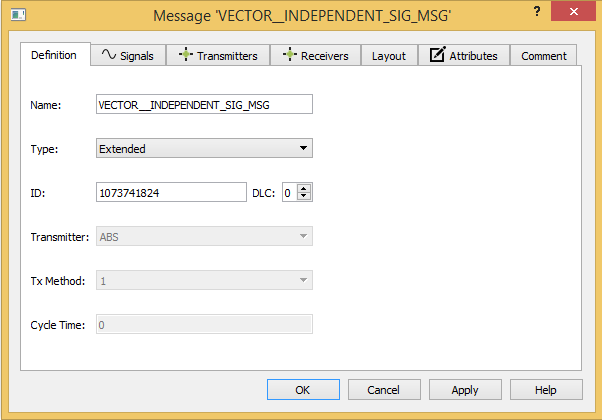 Message 'VECTOR__INDEPENDENT_SIG_MSG'
?
Definition Signals Transmitters Receivers Layout Attributes Comment
Name: VECTOR__INDEPENDENT_SIG_MSG
Type: Extended
ID: 1073741824 DLC: 0
Transmitter: ABS
Tx Method: 1
Cycle Time: 0
OK Cancel Apply Help